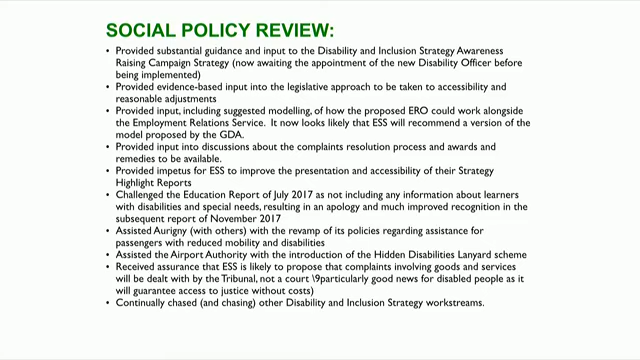 SOCIAL POLICY REVIEW:
• Provided substantial guidance and input to the Disability and Inclusion Strategy Awareness
Raising Campaign Strategy (now awaiting the appointment of the new Disability Officer before
being implemented)
• Provided evidence-based input into the legislative approach to be taken to accessibility and
reasonable adjustments
• Provided input, including suggested modelling, of how the proposed ERO could work alongside
the Employment Relations Service. It now looks likely that ESS will recommend a version of the
model proposed by the GDA.
• Provided input into discussions about the complaints resolution process and awards and
remedies to be available.
• Provided impetus for ESS to improve the presentation and accessibility of their Strategy
Highlight Reports
• Challenged the Education Report of July 2017 as not including any information about learners
with disabilities and special needs, resulting in an apology and much improved recognition in the
subsequent report of November 2017
• Assisted Aurigny (with others) with the revamp of its policies regarding assistance for
passengers with reduced mobility and disabilities
• Assisted the Airport Authority with the introduction of the Hidden Disabilities Lanyard scheme
• Received assurance that ESS is likely to propose that complaints involving goods and services
will be dealt with by the Tribunal, not a court \9particularly good news for disabled people as it
will guarantee access to justice without costs)
• Continually chased (and chasing) other Disability and Inclusion Strategy workstreams.